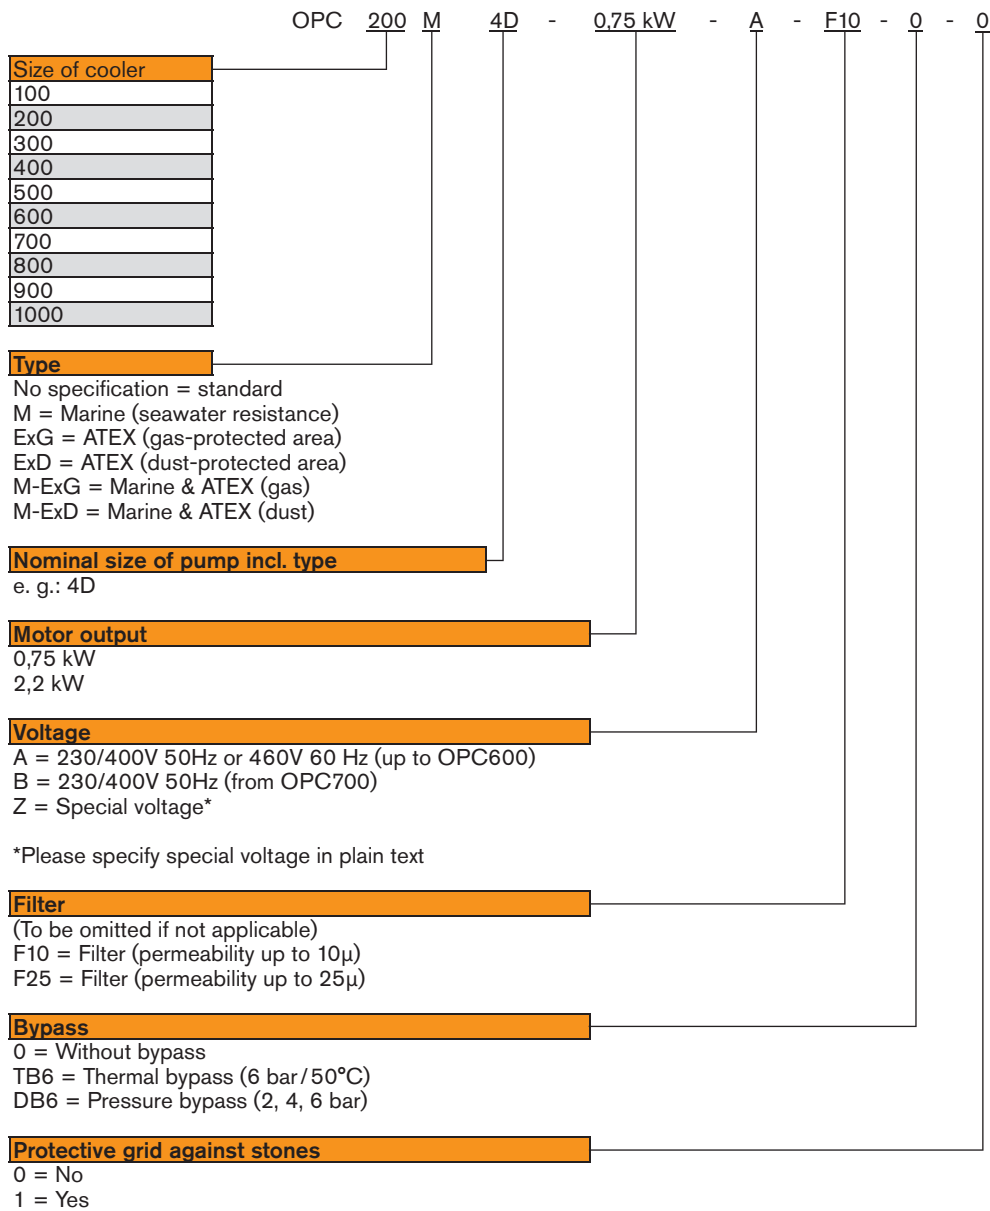 OPC 200 M 4D - 0,75 kW - A - F10 - 0 - 0
Size of cooler
100
200
300
400
500
600
700
800
900
1000
Type
No specification = standard
M = Marine (seawater resistance)
ExG = ATEX (gas-protected area)
ExD = ATEX (dust-protected area)
M-ExG = Marine & ATEX (gas)
M-ExD = Marine & ATEX (dust)
Nominal size of pump incl. type
e. g.: 4D
Motor output
0,75 kW
2,2 kW
Voltage
A = 230/400V 50Hz or 460V 60 Hz (up to OPC600)
B = 230/400V 50Hz (from OPC700)
Z = Special voltage*
*Please specify special voltage in plain text
Filter
(To be omitted if not applicable)
F10 = Filter (permeability up to 10µ)
F25 = Filter (permeability up to 25µ)
Bypass
0 = Without bypass
TB6 = Thermal bypass (6 bar/50°C)
DB6 = Pressure bypass (2, 4, 6 bar)
Protective grid against stones
0 = No
1 = Yes